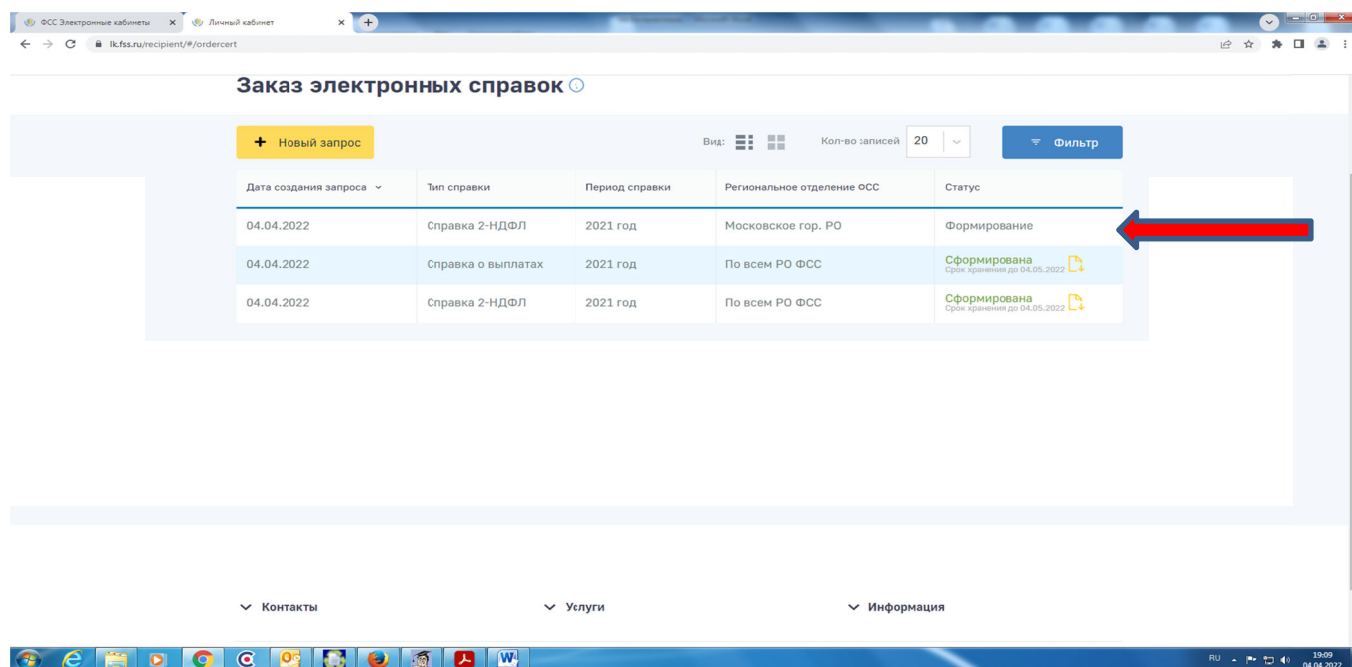 ФСС Электронные кабинеты
Личный кабинет
lk.fss.ru/recipient/#/ordercert
Заказ электронных справок
+ Новый запрос
Вид:
Кол-во записей 20
Фильтр
Дата создания запроса Тип справки Период справки Региональное отделение ФСС Статус
04.04.2022 Справка 2-НДФЛ 2021 год Московское гор. РО Формирование
04.04.2022 Справка о выплатах 2021 год По всем РО ФСС Сформирована
Срок хранения до 04.05.2022
04.04.2022 Справка 2-НДФЛ 2021 год По всем РО ФСС Сформирована
Срок хранения до 04.05.2022
Контакты Услуги Информация
RU 19:09
04.04.2022